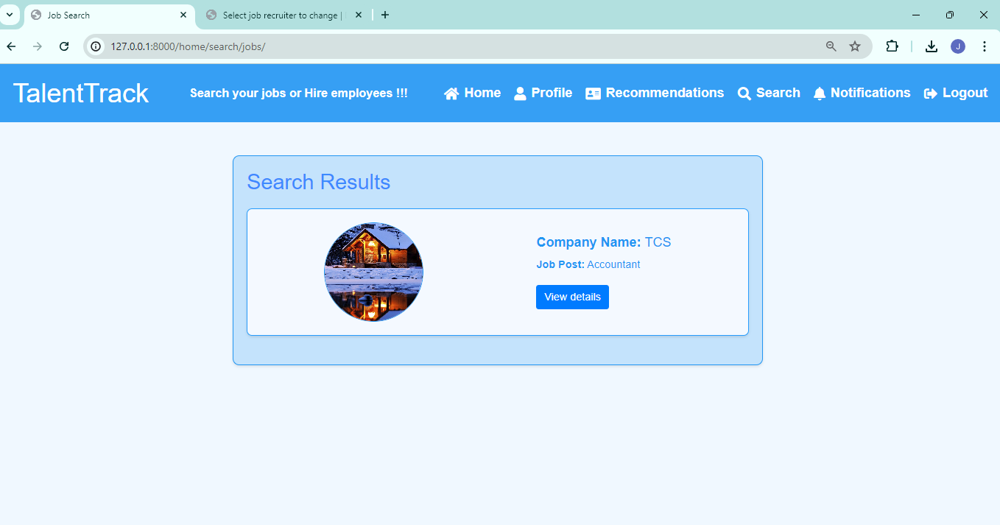 Job Search
Select job recruiter to change |
127.0.0.1:8000/home/search/jobs/
J
TalentTrack
Search your jobs or Hire employees !!!
Home
Profile
Recommendations
Search
Notifications
Logout
Search Results
Company Name: TCS
Job Post: Accountant
View details